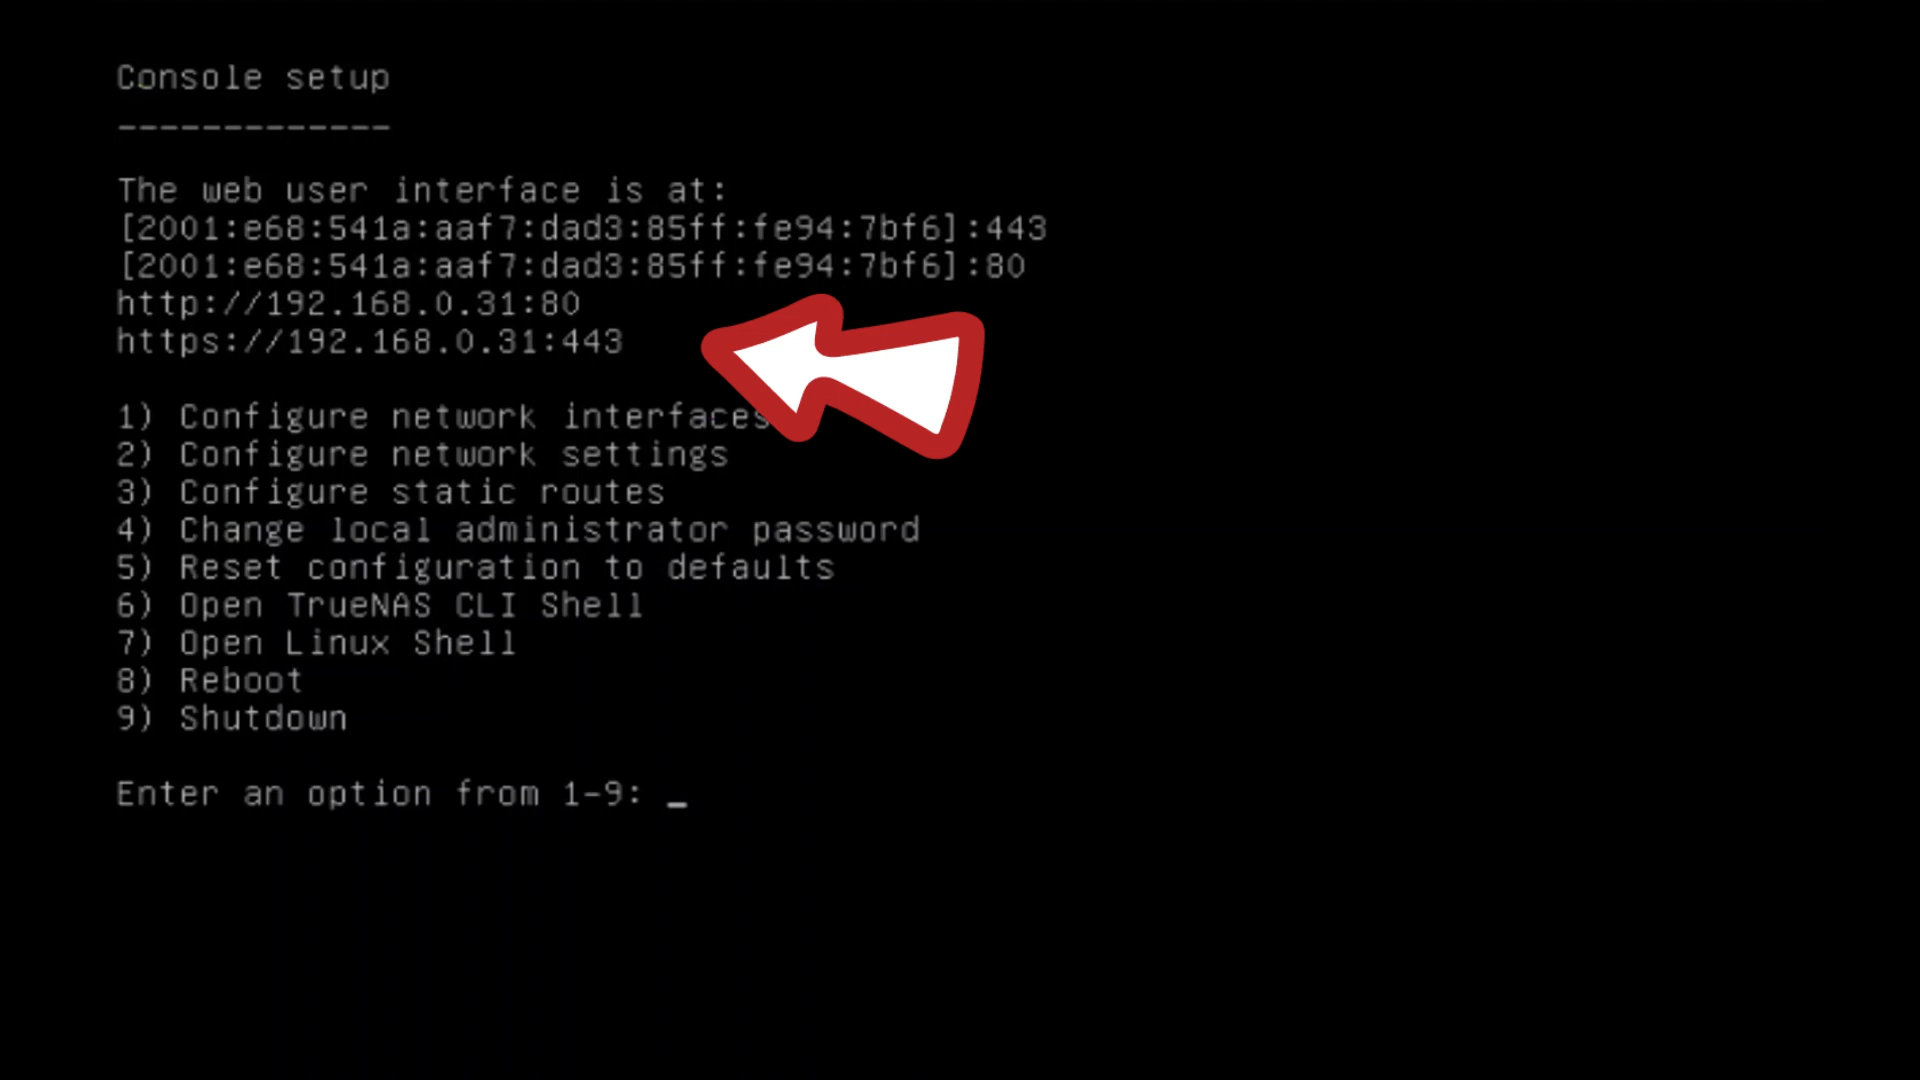 Console setup
-------------
The web user interface is at:
[2001:e68:541a:aaf7:dad3:85ff:fe94:7bf6]:443
[2001:e68:541a:aaf7:dad3:85ff:fe94:7bf6]:80
http://192.168.0.31:80
https://192.168.0.31:443
1) Configure network interfaces
2) Configure network settings
3) Configure static routes
4) Change local administrator password
5) Reset configuration to defaults
6) Open TrueNAS CLI Shell
7) Open Linux Shell
8) Reboot
9) Shutdown
Enter an option from 1-9: _